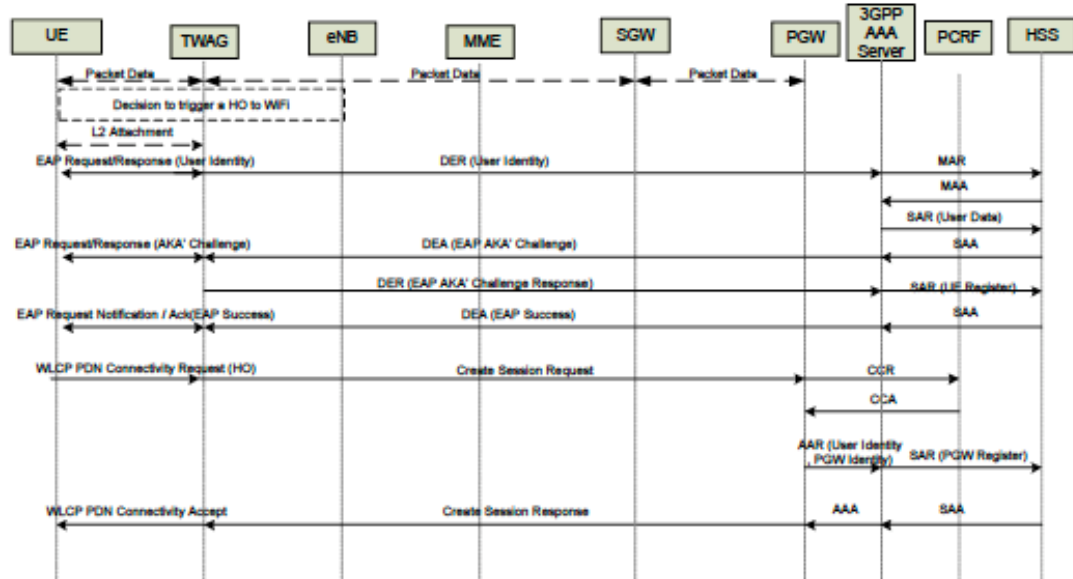 UE
TWAG
eNB
MME
SGW
PGW
3GPP
AAA
Server
PCRF
HSS
Packet Data
Packet Data
Packet Data
Decision to trigger a HO to WiFi
L2 Attachment
EAP Request/Response (User Identity)
DER (User Identity)
MAR
MAA
SAR (User Data)
EAP Request/Response (AKA' Challenge)
DEA (EAP AKA' Challenge)
SAA
DER (EAP AKA' Challenge Response)
SAR (UE Register)
EAP Request Notification / Ack(EAP Success)
DEA (EAP Success)
SAA
WLCP PDN Connectivity Request (HO)
Create Session Request
CCR
CCA
AAR (User Identity
, PGW Identity)
SAR (PGW Register)
WLCP PDN Connectivity Accept
Create Session Response
AAA
SAA